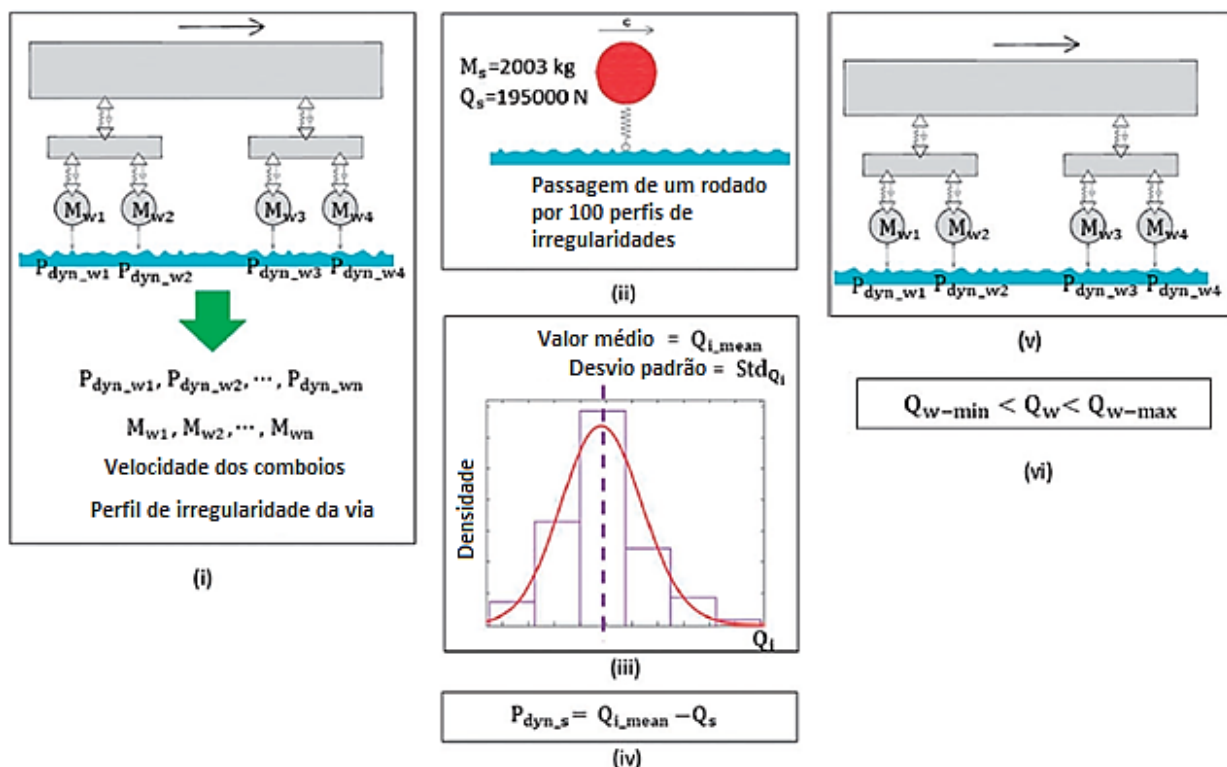 M_w1 M_w2 M_w3 M_w4
P_dyn_w1 P_dyn_w2 P_dyn_w3 P_dyn_w4
P_dyn_w1, P_dyn_w2, ⋯, P_dyn_wn
M_w1, M_w2, ⋯, M_wn
Velocidade dos comboios
Perfil de irregularidade da via
(i)
c
M_s=2003 kg
Q_s=195000 N
Passagem de um rodado
por 100 perfis de
irregularidades
(ii)
Valor médio = Q_i_mean
Desvio padrão = Std_Q_i
Densidade
Q_i
(iii)
P_dyn_s= Q_i_mean −Q_s
(iv)
M_w1 M_w2 M_w3 M_w4
P_dyn_w1 P_dyn_w2 P_dyn_w3 P_dyn_w4
(v)
Q_w−min < Q_w < Q_w−max
(vi)